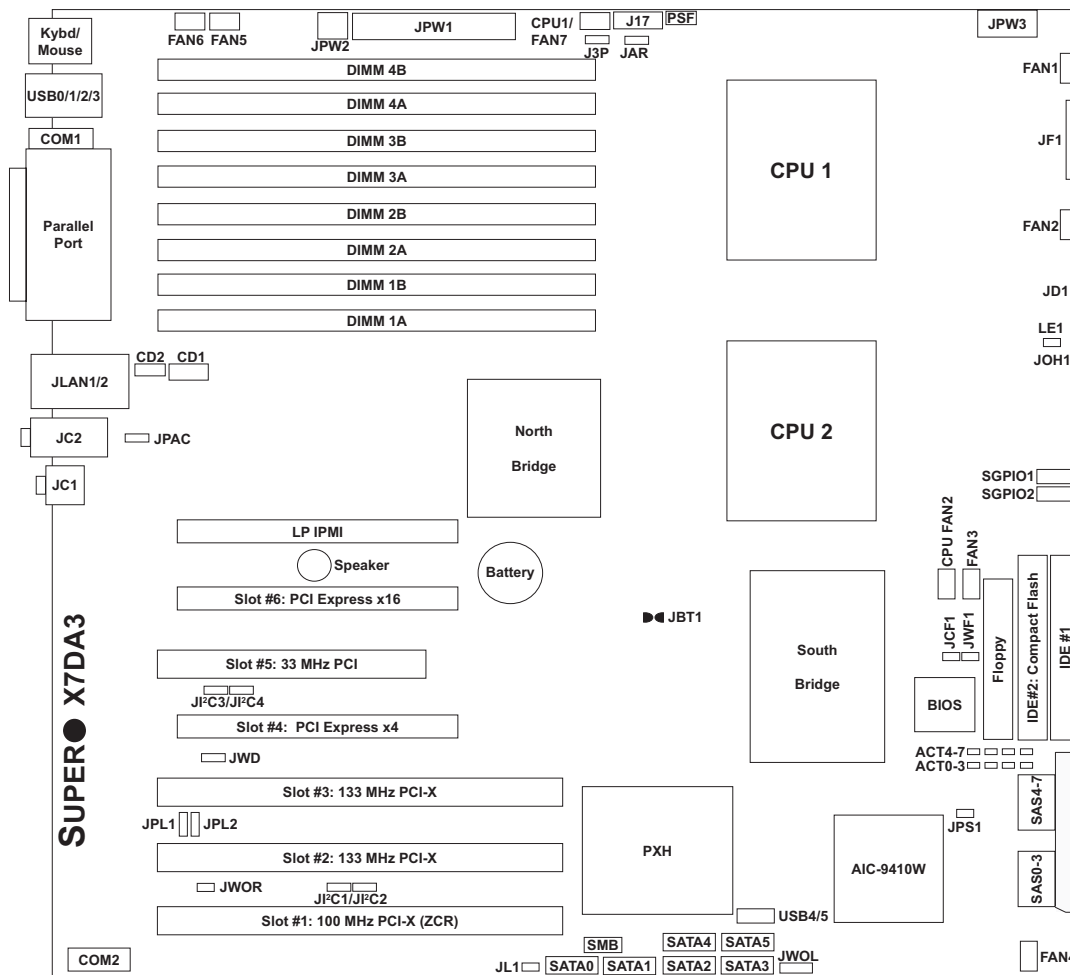 Kybd/
Mouse
FAN6
FAN5
JPW2
JPW1
CPU1/
FAN7
J17
PSF
J3P
JAR
JPW3
USB0/1/2/3
COM1
Parallel
Port
DIMM 4B
DIMM 4A
DIMM 3B
DIMM 3A
DIMM 2B
DIMM 2A
DIMM 1B
DIMM 1A
CPU 1
FAN1
JF1
FAN2
JD1
LE1
JOH1
JLAN1/2
CD2
CD1
JC2
JPAC
JC1
North
Bridge
CPU 2
SGPIO1
SGPIO2
LP IPMI
Speaker
Battery
Slot #6: PCI Express x16
JBT1
CPU FAN2
FAN3
JCF1
JWF1
Floppy
IDE#2: Compact Flash
IDE #1
South
Bridge
BIOS
SUPER X7DA3
Slot #5: 33 MHz PCI
JI²C3/JI²C4
Slot #4: PCI Express x4
JWD
ACT4-7
ACT0-3
Slot #3: 133 MHz PCI-X
JPL1
JPL2
Slot #2: 133 MHz PCI-X
JWOR
JI²C1/JI²C2
Slot #1: 100 MHz PCI-X (ZCR)
PXH
AIC-9410W
JPS1
SAS4-7
SAS0-3
USB4/5
COM2
SMB
SATA4
SATA5
JL1
SATA0
SATA1
SATA2
SATA3
JWOL
FAN4